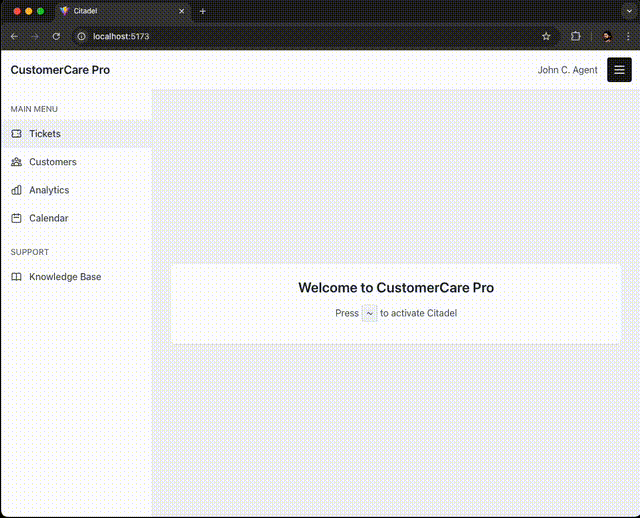 Citadel
localhost:5173
CustomerCare Pro
John C. Agent
MAIN MENU
Tickets
Customers
Analytics
Calendar
SUPPORT
Knowledge Base
Welcome to CustomerCare Pro
Press ~ to activate Citadel